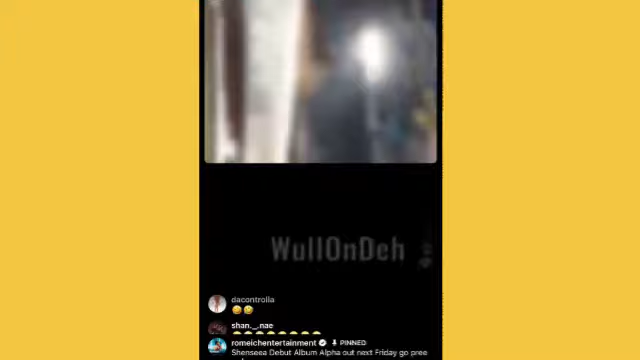 WullOnDeh
dacontrolla
😂🤣
shan._.nae
romeichentertainment PINNED
Shenseea Debut Album Alpha out next Friday go pree